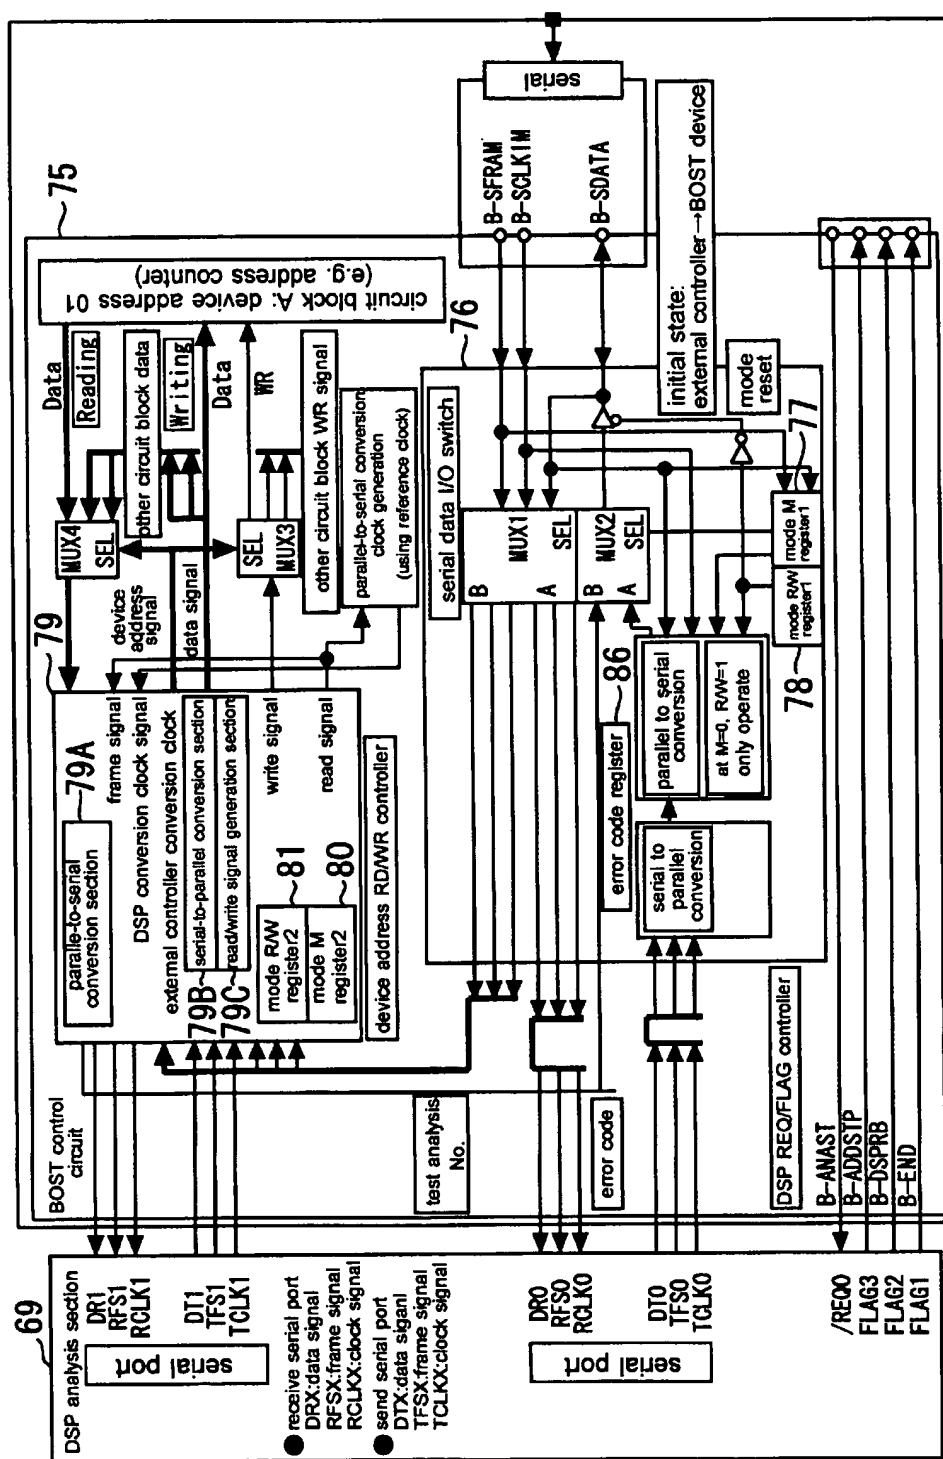 69
DSP analysis section
DR1
RFS1
RCLK1
DT1
TFS1
TCLK1
serial port
receive serial port
DRX:data signal
RFSX:frame signal
RCLKX:clock signal
send serial port
DTX:data siganl
TFSX:frame signal
TCLKX:clock signal
DR0
RFS0
RCLK0
DT0
TFS0
TCLK0
serial port
/REQ0
FLAG3
FLAG2
FLAG1
BOST control
circuit
75
79
79A
paralle-to-serial
conversion section
frame signal
DSP conversion clock signal
external controller conversion clock
79B
serial-to-parallel conversion section
79C
read/write signal generation section
write signal
read signal
mode R/W
register2
81
mode M
register2
80
device address RD/WR controller
device
address
signal
data signal
MUX4
SEL
Data
Reading
other circuit block data
Writing
Data
SEL
MUX3
WR
other circuit block WR signal
parallel-to-serial conversion
clock generation
(using reference clock)
circuit block A: device address 01
(e.g. address counter)
test analysis
No.
error code
DSP REQ/FLAG controller
B-ANAST
B-ADDSTP
B-DSPRB
B-END
76
serial data I/O switch
B
MUX1
A
SEL
B
MUX2
A
SEL
error code register
86
serial to
parallel
conversion
parallel to serial
conversion
at M=0, R/W=1
only operate
78
mode R/W
register1
mode M
register1
77
mode
reset
initial state:
external controller→BOST device
B-SFRAM
B-SCLKIM
B-SDATA
serial